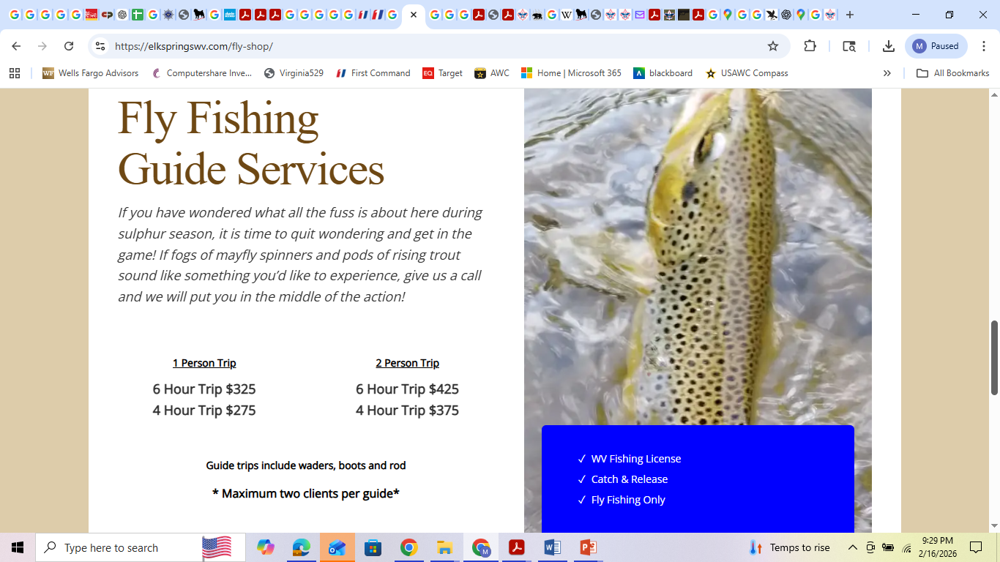 https://elkspringswv.com/fly-shop/
M Paused
Wells Fargo Advisors
Computershare Inve...
Virginia529
First Command
EQ Target
AWC
Home | Microsoft 365
blackboard
USAWC Compass
»
All Bookmarks
Fly Fishing
Guide Services
If you have wondered what all the fuss is about here during
sulphur season, it is time to quit wondering and get in the
game! If fogs of mayfly spinners and pods of rising trout
sound like something you'd like to experience, give us a call
and we will put you in the middle of the action!
1 Person Trip
6 Hour Trip $325
4 Hour Trip $275
2 Person Trip
6 Hour Trip $425
4 Hour Trip $375
Guide trips include waders, boots and rod
* Maximum two clients per guide*
✓ WV Fishing License
✓ Catch & Release
✓ Fly Fishing Only
Type here to search
Temps to rise
9:29 PM
2/16/2026